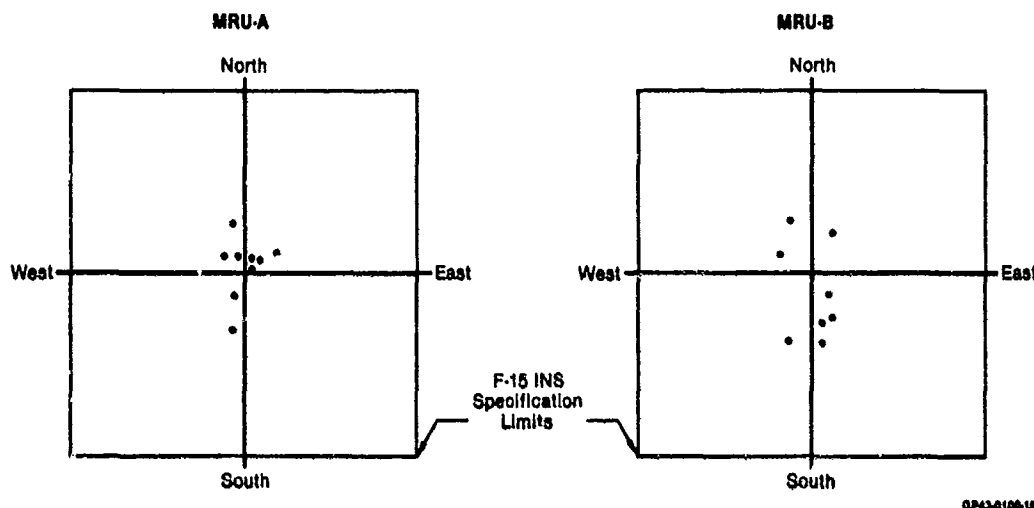 MRU-A
MRU-B
North
North
West
East
West
East
F-15 INS
Specification
Limits
South
South